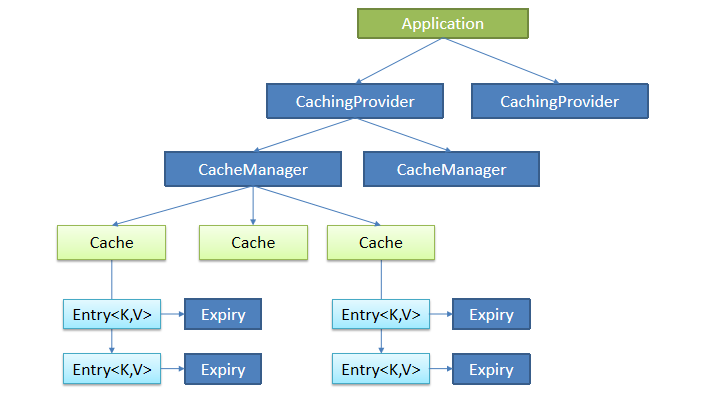 Application
CachingProvider
CachingProvider
CacheManager
CacheManager
Cache
Cache
Cache
Entry<K,V>
Expiry
Entry<K,V>
Expiry
Entry<K,V>
Expiry
Entry<K,V>
Expiry